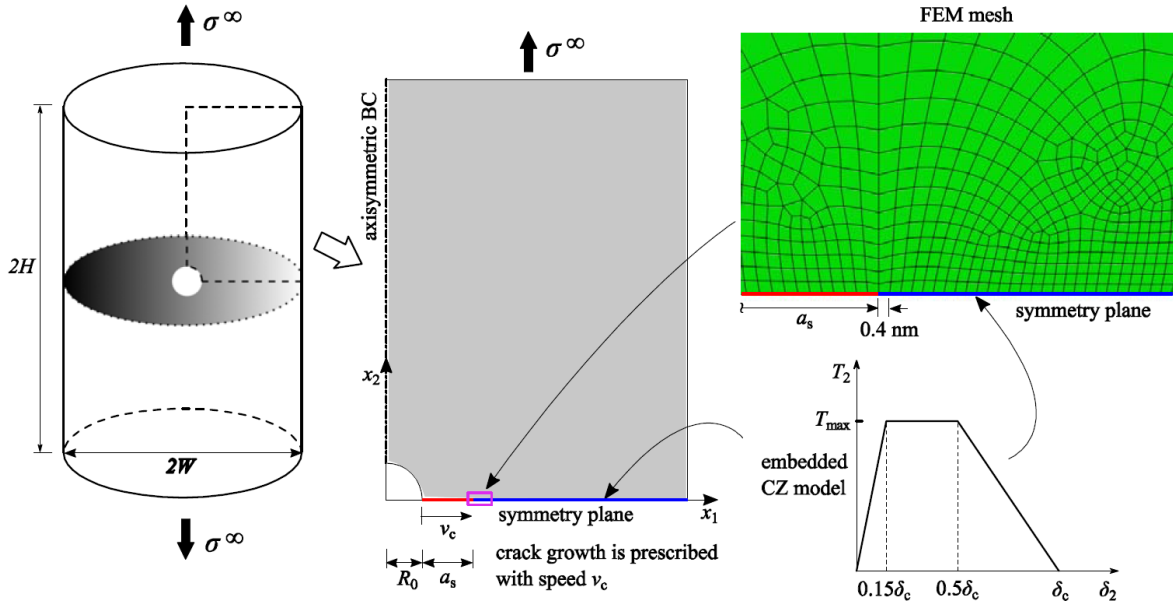 σ∞
2H
2W
σ∞
σ∞
axisymmetric BC
x2
x1
symmetry plane
vc
R0
as
crack growth is prescribed
with speed vc
FEM mesh
as
0.4 nm
symmetry plane
T2
Tmax
embedded
CZ model
0.15δc
0.5δc
δc
δ2